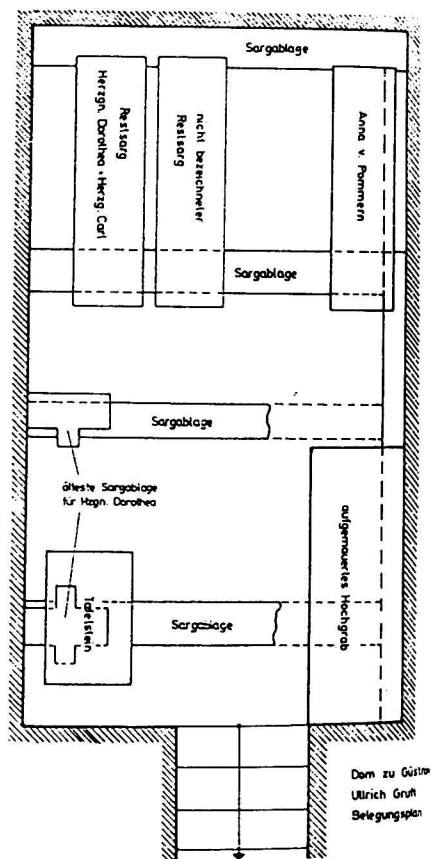 Sargablage
Restsarg
Herzgn. Dorothea + Herzg. Carl
nicht bezeichneter
Restsarg
Anna v. Pommern
Sargablage
Sargablage
älteste Sargablage
für Hzgn. Dorothea
Tafelstein
Sargablage
aufgemauertes Hochgrab
Dom zu Güstrow
Ullrich Gruft
Belegungsplan